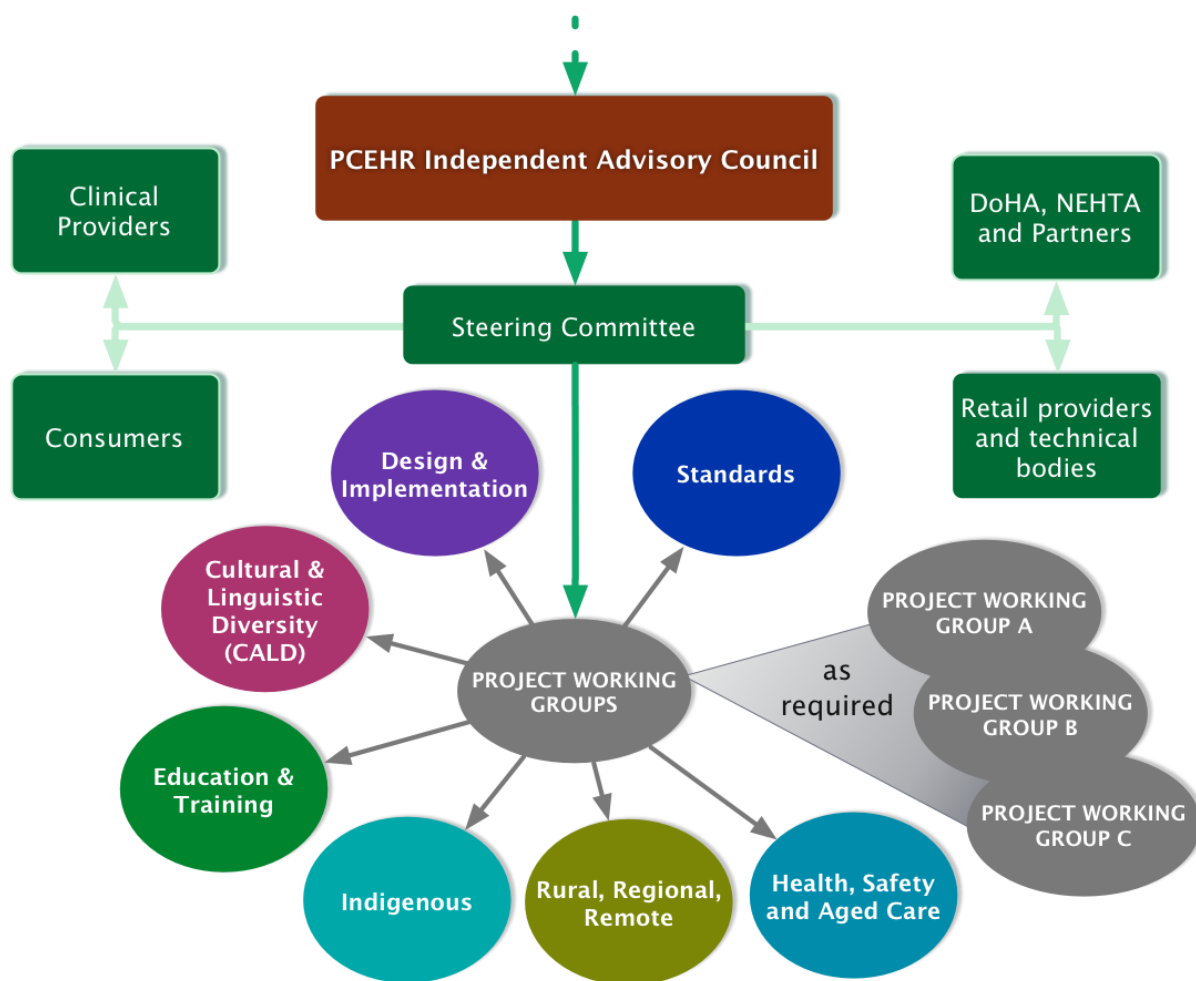 PCEHR Independent Advisory Council
Clinical
Providers
DoHA, NEHTA
and Partners
Steering Committee
Consumers
Retail providers
and technical
bodies
Design &
Implementation
Standards
Cultural &
Linguistic
Diversity
(CALD)
PROJECT WORKING
GROUPS
as
required
PROJECT WORKING
GROUP A
PROJECT WORKING
GROUP B
PROJECT WORKING
GROUP C
Education &
Training
Indigenous
Rural, Regional,
Remote
Health, Safety
and Aged Care